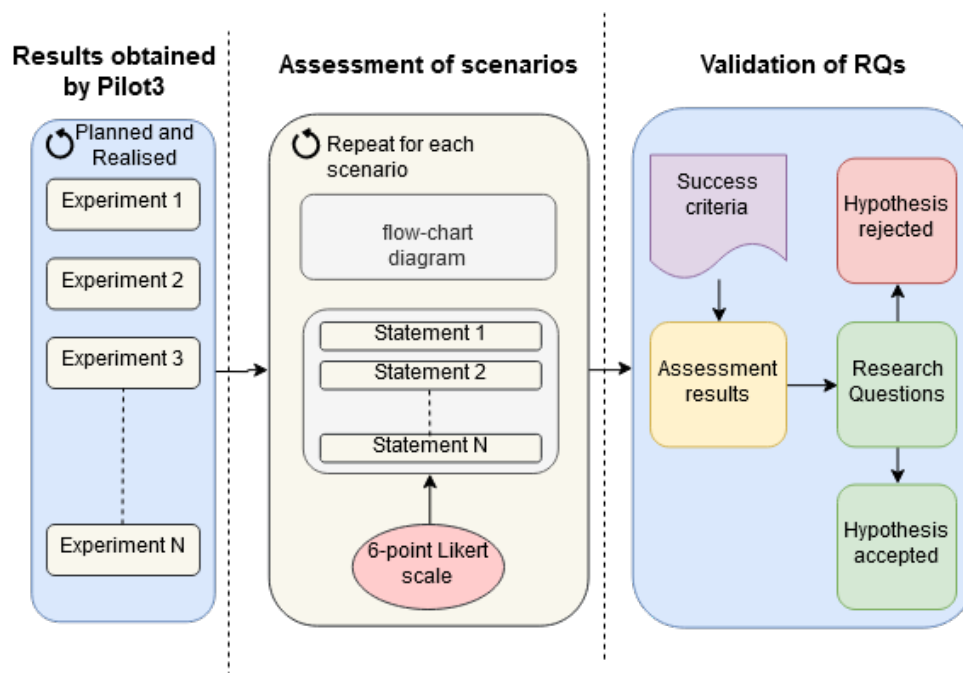 Results obtained
by Pilot3
Planned and
Realised
Experiment 1
Experiment 2
Experiment 3
Experiment N
Assessment of scenarios
Repeat for each
scenario
flow-chart
diagram
Statement 1
Statement 2
Statement N
6-point Likert
scale
Validation of RQs
Success
criteria
Hypothesis
rejected
Assessment
results
Research
Questions
Hypothesis
accepted